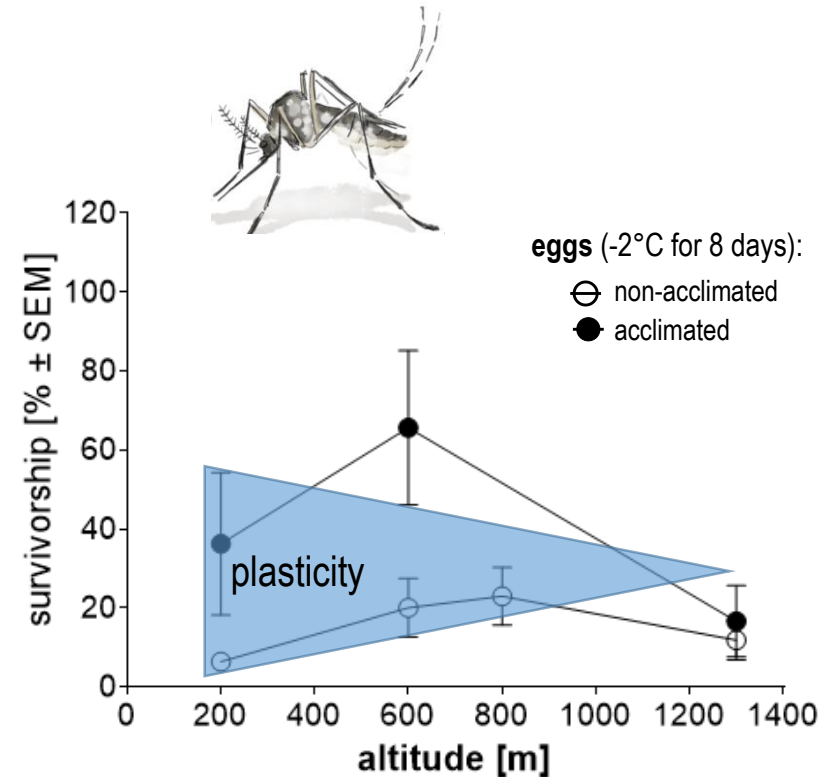 eggs (-2°C for 8 days):
non-acclimated
acclimated
survivorship [% ± SEM]
120
100
80
60
40
20
0
plasticity
0 200 400 600 800 1000 1200 1400
altitude [m]